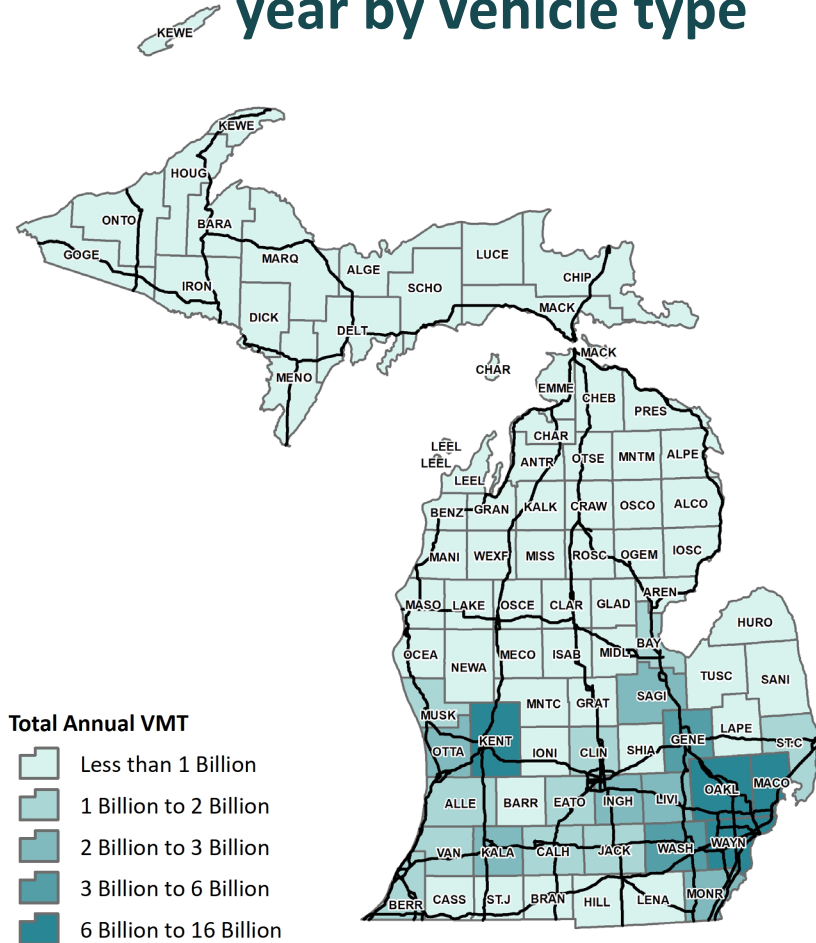 year by vehicle type
KEWE
KEWE
HOUG
ONTO
BARA
GOGE
MARQ
LUCE
ALGE
CHIP
IRON
SCHO
DICK
MACK
DELT
MACK
CHAR
MENO
EMME
CHEB
PRES
CHAR
LEEL
LEEL
ANTR
OTSE
MNTM
ALPE
LEEL
BENZ
GRAN
KALK
CRAW
OSCO
ALCO
MANI
WEXF
MISS
ROSC
OGEM
IOSC
AREN
MASO
LAKE
OSCE
CLAR
GLAD
HURO
BAY
OCEA
NEWA
MECO
ISAB
MIDL
TUSC
SANI
SAGI
MUSK
MNTC
GRAT
LAPE
KENT
GENE
ST.C
OTTA
IONI
CLIN
SHIA
OAKL
MACO
ALLE
BARR
EATO
INGH
LIVI
VAN
KALA
CALH
JACK
WASH
WAYN
BERR
CASS
ST.J
BRAN
HILL
LENA
MONR
Total Annual VMT
Less than 1 Billion
1 Billion to 2 Billion
2 Billion to 3 Billion
3 Billion to 6 Billion
6 Billion to 16 Billion